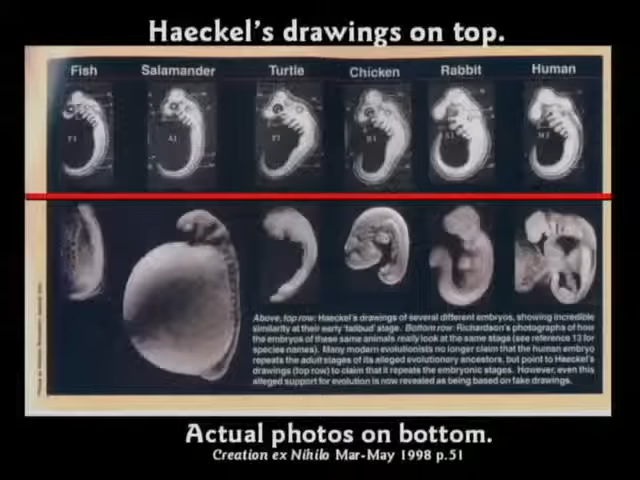 Haeckel's drawings on top.
Fish Salamander Turtle Chicken Rabbit Human
Above, top row: Haeckel's drawings of several different embryos, showing incredible
similarity at their early 'tailbud' stage. Bottom row: Richardson's photographs of how
the embryos of these same animals really look at the same stage (see reference 13 for
species names). Many modern evolutionists no longer claim that the human embryo
repeats the adult stages of its alleged evolutionary ancestors, but point to Haeckel's
drawings (top row) to claim that it repeats the embryonic stages. However, even this
alleged support for evolution is now revealed as being based on fake drawings.
Actual photos on bottom.
Creation ex Nihilo Mar-May 1998 p.51